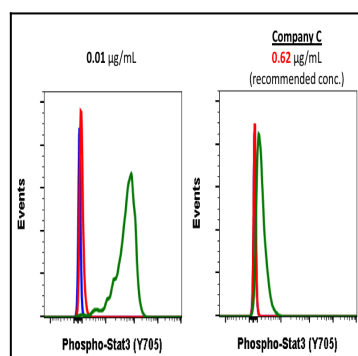 Company C
0.01 µg/mL
0.62 µg/mL
(recommended conc.)
Events
Events
Phospho-Stat3 (Y705)
Phospho-Stat3 (Y705)